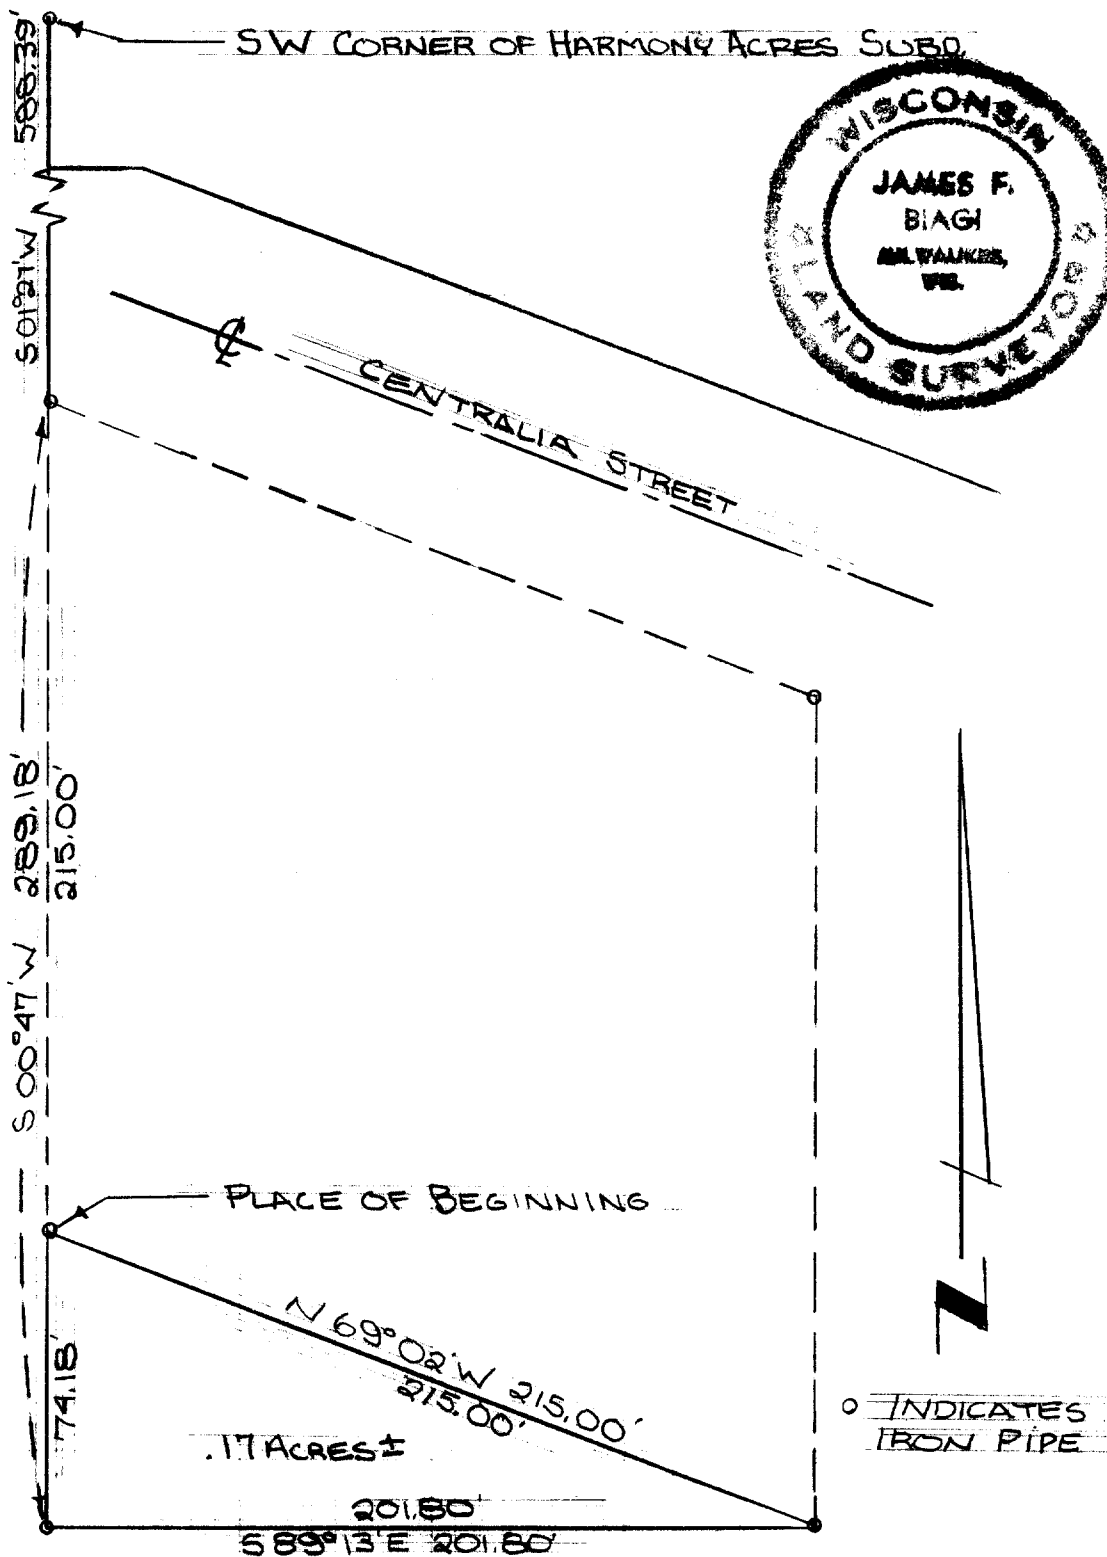 SW CORNER OF HARMONY ACRES SUBD.
588.39'
S 01°27' W
WISCONSIN
JAMES F.
BIAGI
MILWAUKEE,
WIS.
LAND SURVEYOR
℄
CENTRALIA STREET
S 00°47' W 289.18'
215.00'
PLACE OF BEGINNING
N 69°02' W 215.00'
215.00'
74.18'
.17 ACRES ±
201.80'
S 89°13' E 201.80'
N
INDICATES
IRON PIPE